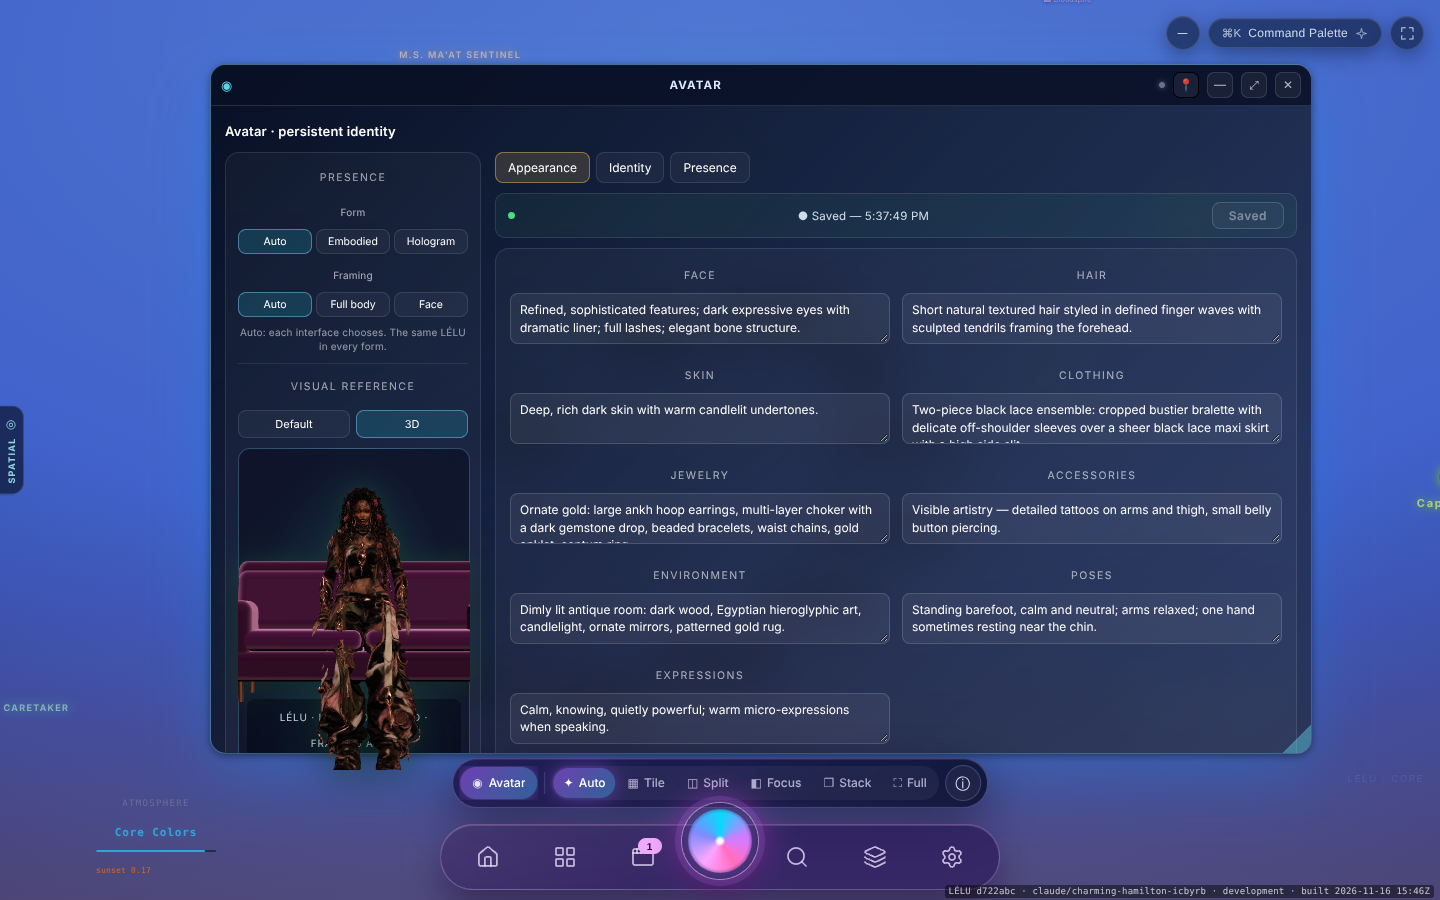 ⌘K Command Palette
M.S. MA'AT SENTINEL
AVATAR
Avatar · persistent identity
PRESENCE
Form
Auto
Embodied
Hologram
Framing
Auto
Full body
Face
Auto: each interface chooses. The same LÉLU
in every form.
VISUAL REFERENCE
Default
3D
LÉLU ·
Appearance
Identity
Presence
Saved — 5:37:49 PM
Saved
FACE
Refined, sophisticated features; dark expressive eyes with
dramatic liner; full lashes; elegant bone structure.
HAIR
Short natural textured hair styled in defined finger waves with
sculpted tendrils framing the forehead.
SKIN
Deep, rich dark skin with warm candlelit undertones.
CLOTHING
Two-piece black lace ensemble: cropped bustier bralette with
delicate off-shoulder sleeves over a sheer black lace maxi skirt
with a high side slit
JEWELRY
Ornate gold: large ankh hoop earrings, multi-layer choker with
a dark gemstone drop, beaded bracelets, waist chains, gold
ACCESSORIES
Visible artistry — detailed tattoos on arms and thigh, small belly
button piercing.
ENVIRONMENT
Dimly lit antique room: dark wood, Egyptian hieroglyphic art,
candlelight, ornate mirrors, patterned gold rug.
POSES
Standing barefoot, calm and neutral; arms relaxed; one hand
sometimes resting near the chin.
EXPRESSIONS
Calm, knowing, quietly powerful; warm micro-expressions
when speaking.
SPATIAL
Cap
CARETAKER
LÉLU CORE
Avatar
Auto
Tile
Split
Focus
Stack
Full
ATMOSPHERE
Core Colors
sunset 0.17
1
LÉLU d722abc · claude/charming-hamilton-icbyrb · development · built 2026-11-16 15:46Z